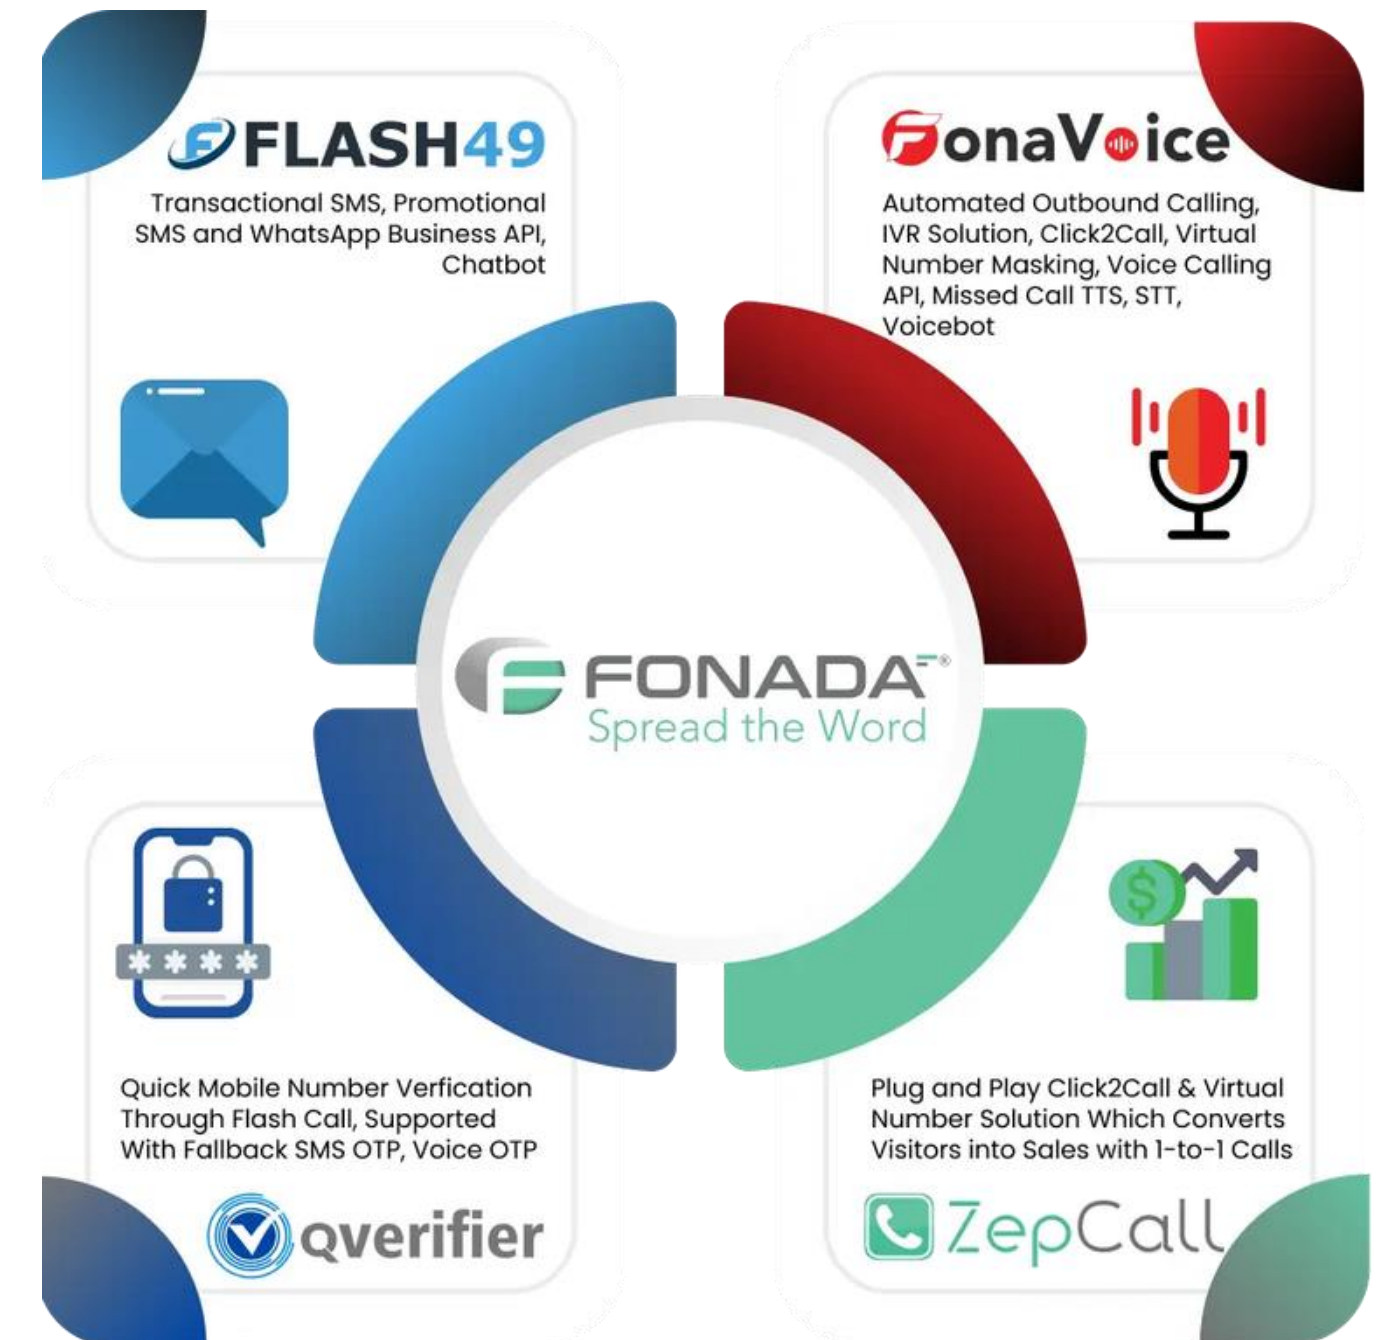 FLASH49
Transactional SMS, Promotional
SMS and WhatsApp Business API,
Chatbot
FonaVoice
Automated Outbound Calling,
IVR Solution, Click2Call, Virtual
Number Masking, Voice Calling
API, Missed Call TTS, STT,
Voicebot
FONADA®
Spread the Word
Quick Mobile Number Verfication
Through Flash Call, Supported
With Fallback SMS OTP, Voice OTP
qverifier
Plug and Play Click2Call & Virtual
Number Solution Which Converts
Visitors into Sales with 1-to-1 Calls
ZepCall